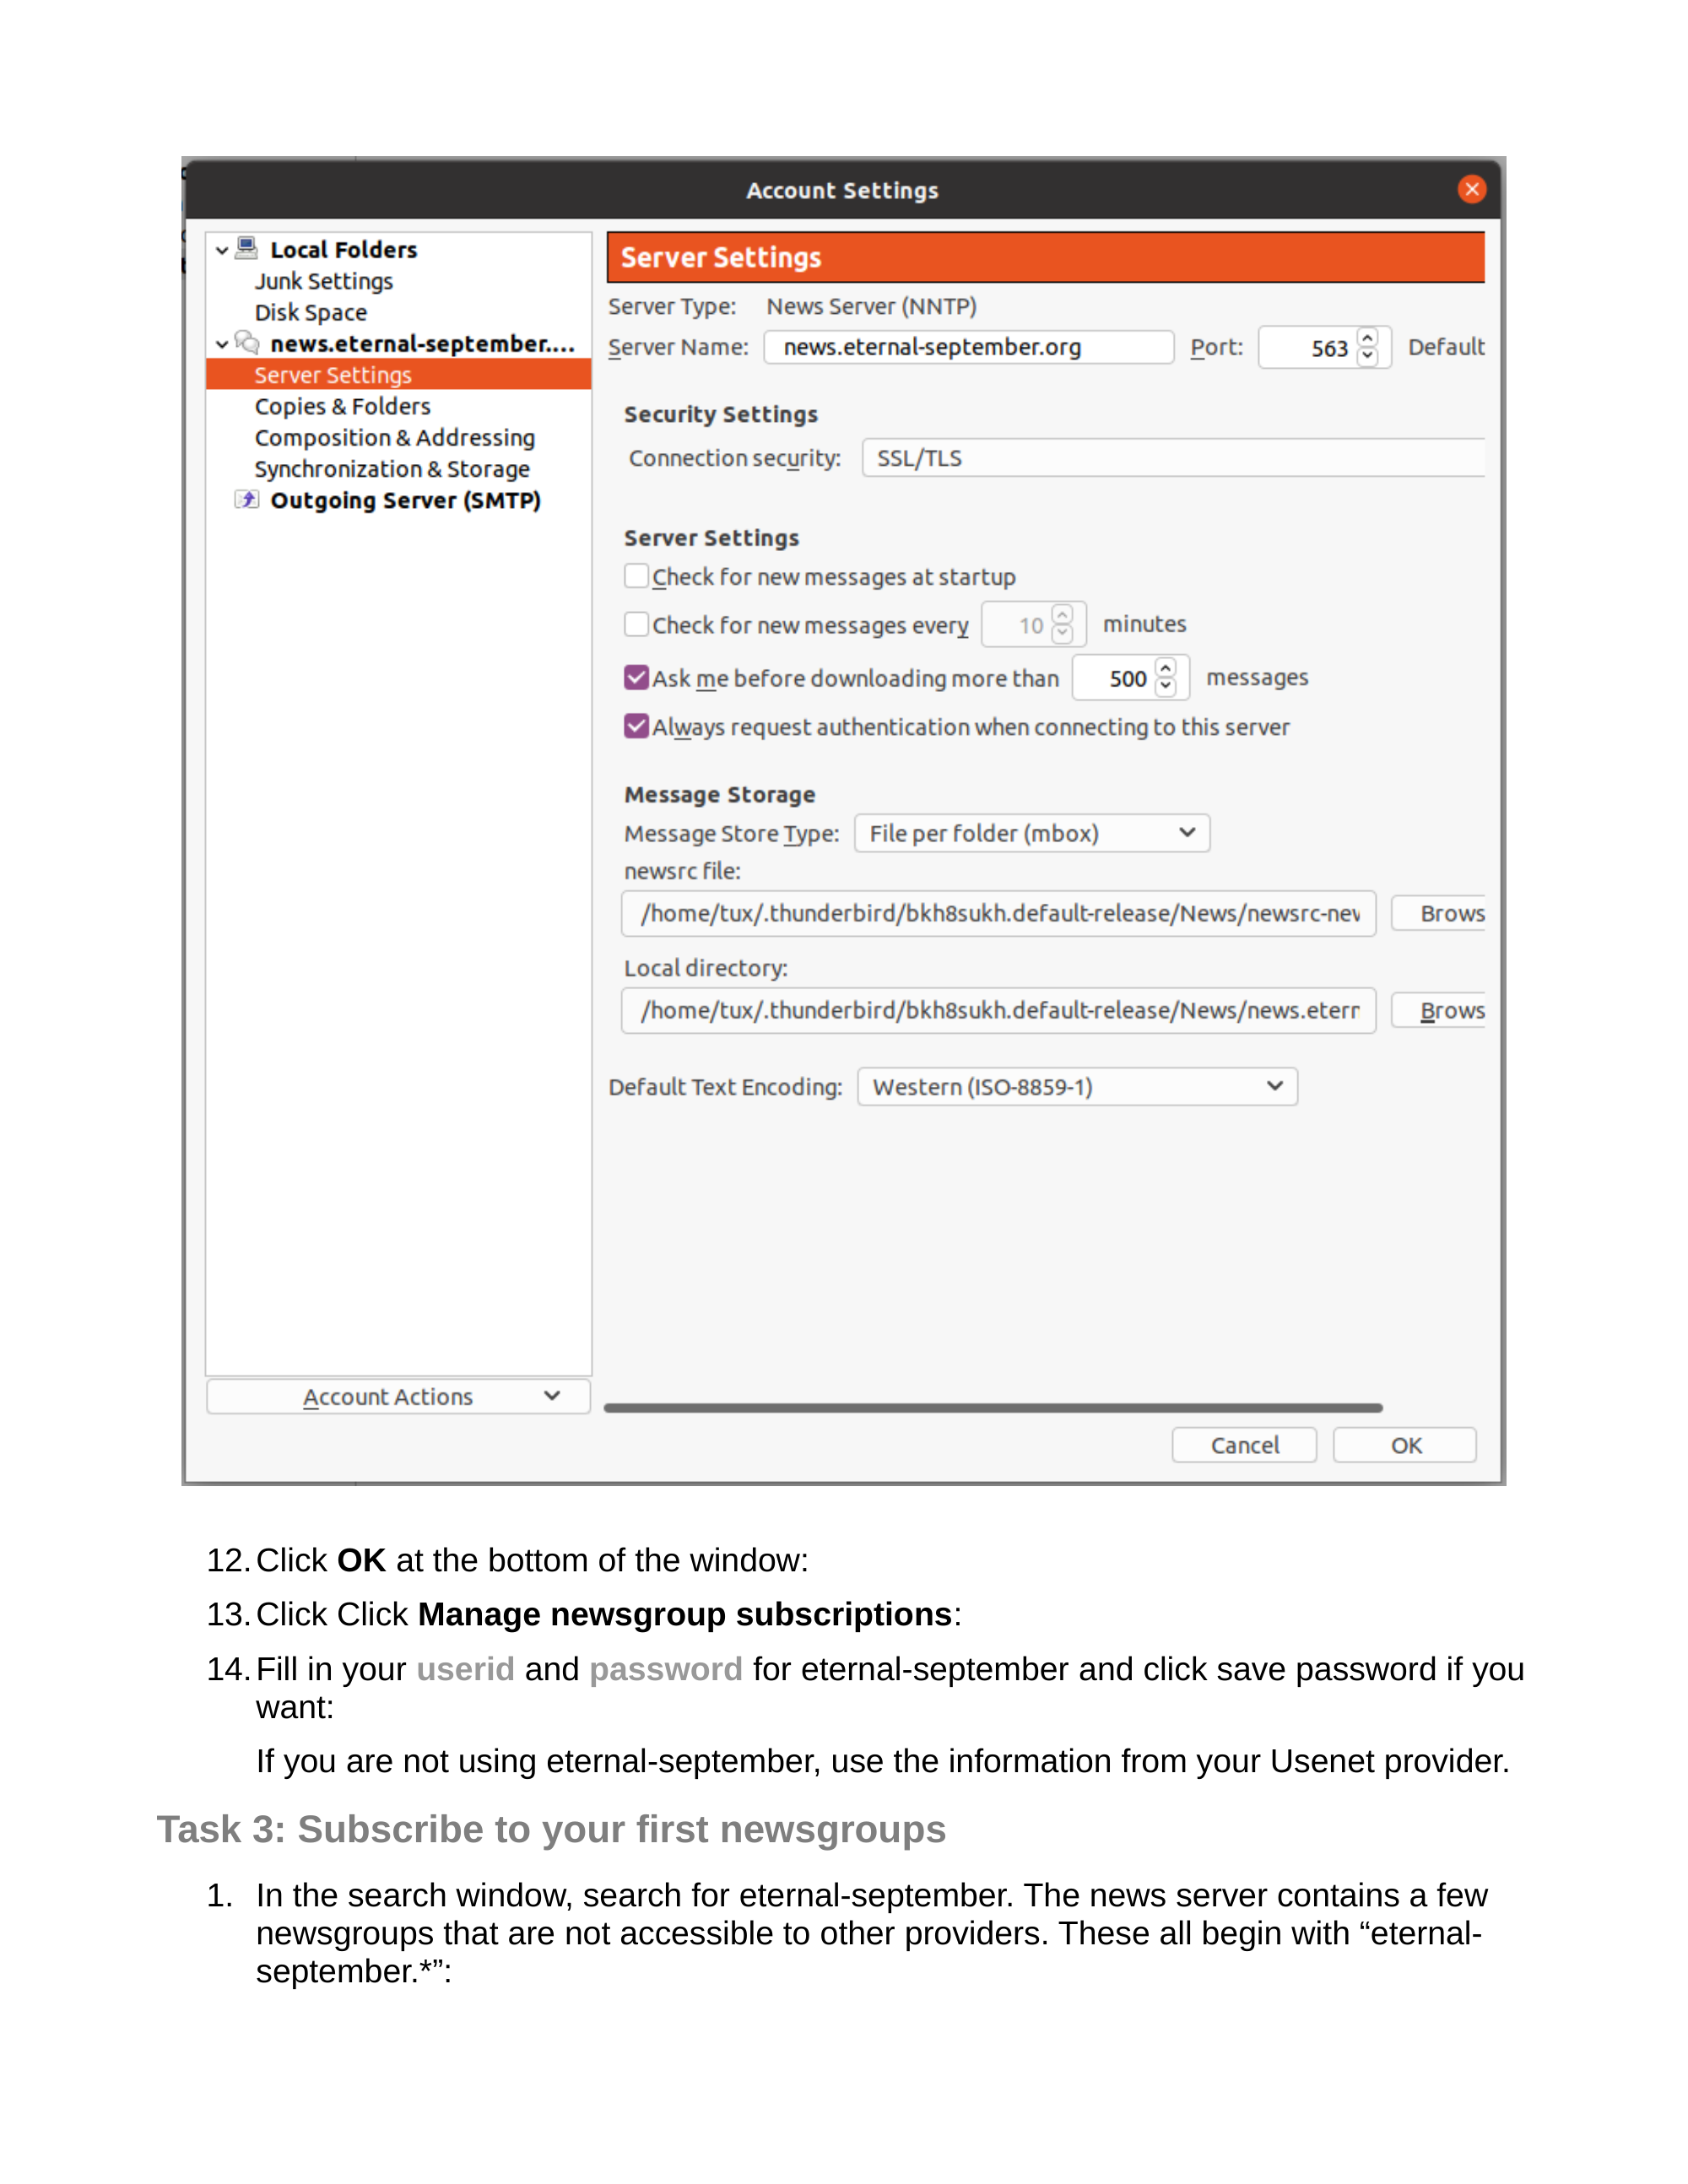 Account Settings
Local Folders
Junk Settings
Disk Space
news.eternal-september....
Server Settings
Copies & Folders
Composition & Addressing
Synchronization & Storage
Outgoing Server (SMTP)
Account Actions
Server Settings
Server Type: News Server (NNTP)
Server Name: news.eternal-september.org Port: 563 Default
Security Settings
Connection security: SSL/TLS
Server Settings
Check for new messages at startup
Check for new messages every 10 minutes
Ask me before downloading more than 500 messages
Always request authentication when connecting to this server
Message Storage
Message Store Type: File per folder (mbox)
newsrc file:
/home/tux/.thunderbird/bkh8sukh.default-release/News/newsrc-nev Brows
Local directory:
/home/tux/.thunderbird/bkh8sukh.default-release/News/news.etern Brows
Default Text Encoding: Western (ISO-8859-1)
Cancel OK
12. Click OK at the bottom of the window:
13. Click Click Manage newsgroup subscriptions:
14. Fill in your userid and password for eternal-september and click save password if you
want:
If you are not using eternal-september, use the information from your Usenet provider.
Task 3: Subscribe to your first newsgroups
1. In the search window, search for eternal-september. The news server contains a few
newsgroups that are not accessible to other providers. These all begin with “eternal-
september.*”: